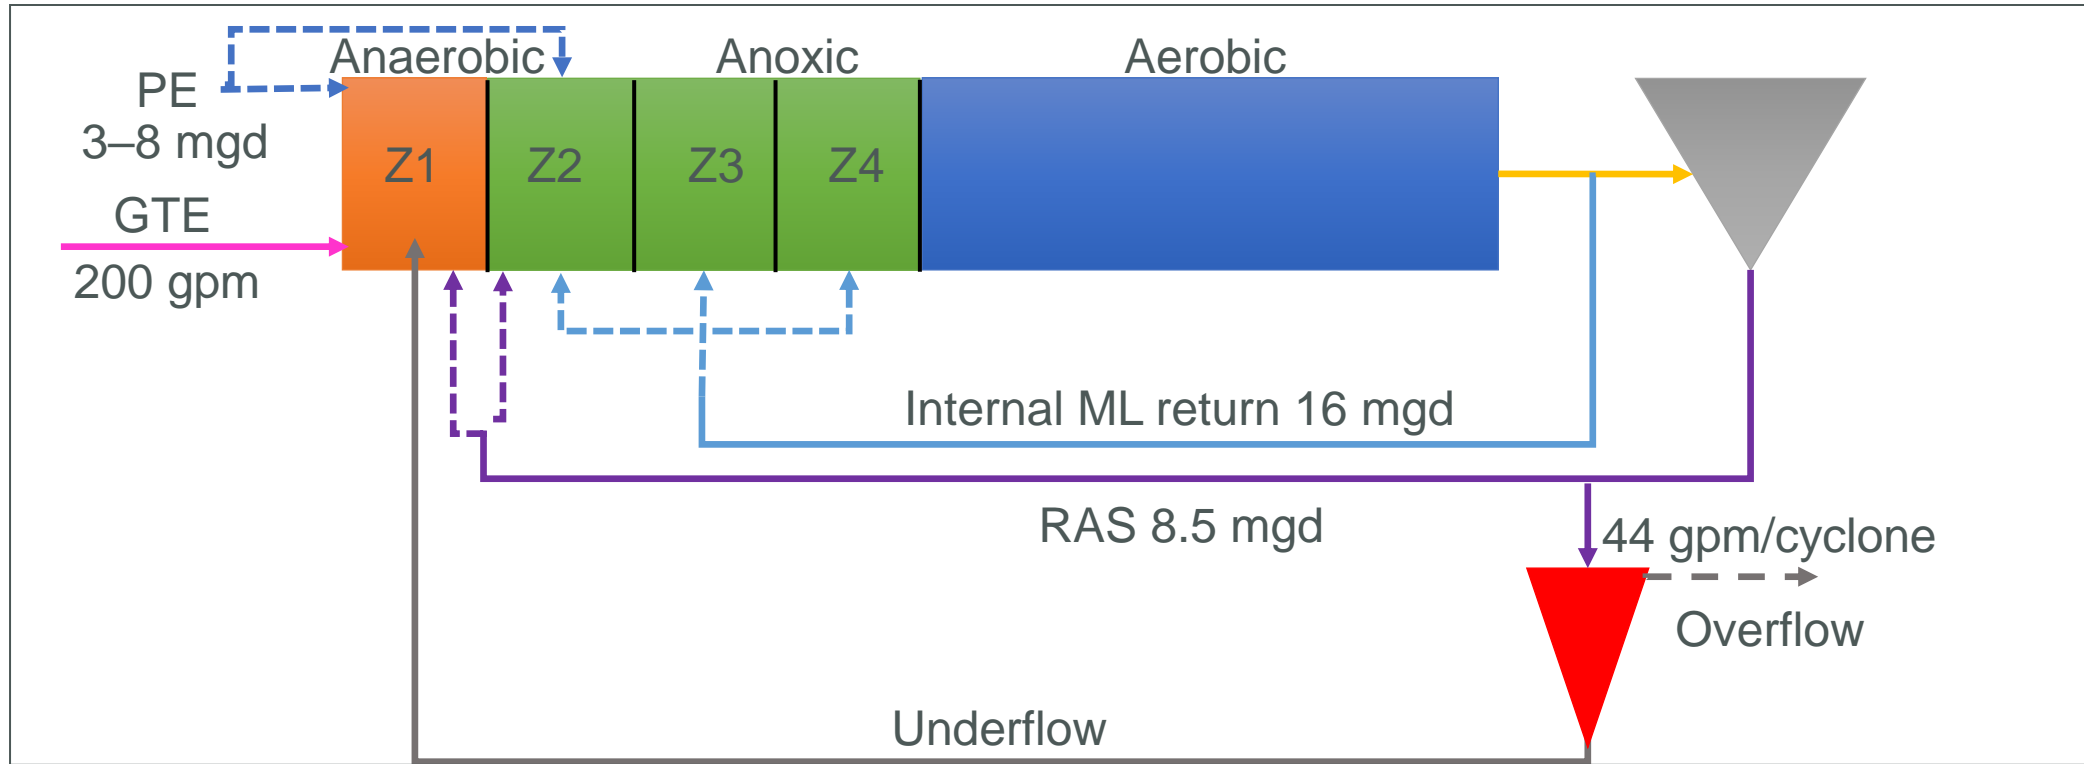 Anaerobic
Anoxic
Aerobic
PE
3–8 mgd
Z1
Z2
Z3
Z4
GTE
200 gpm
Internal ML return 16 mgd
RAS 8.5 mgd
44 gpm/cyclone
Overflow
Underflow